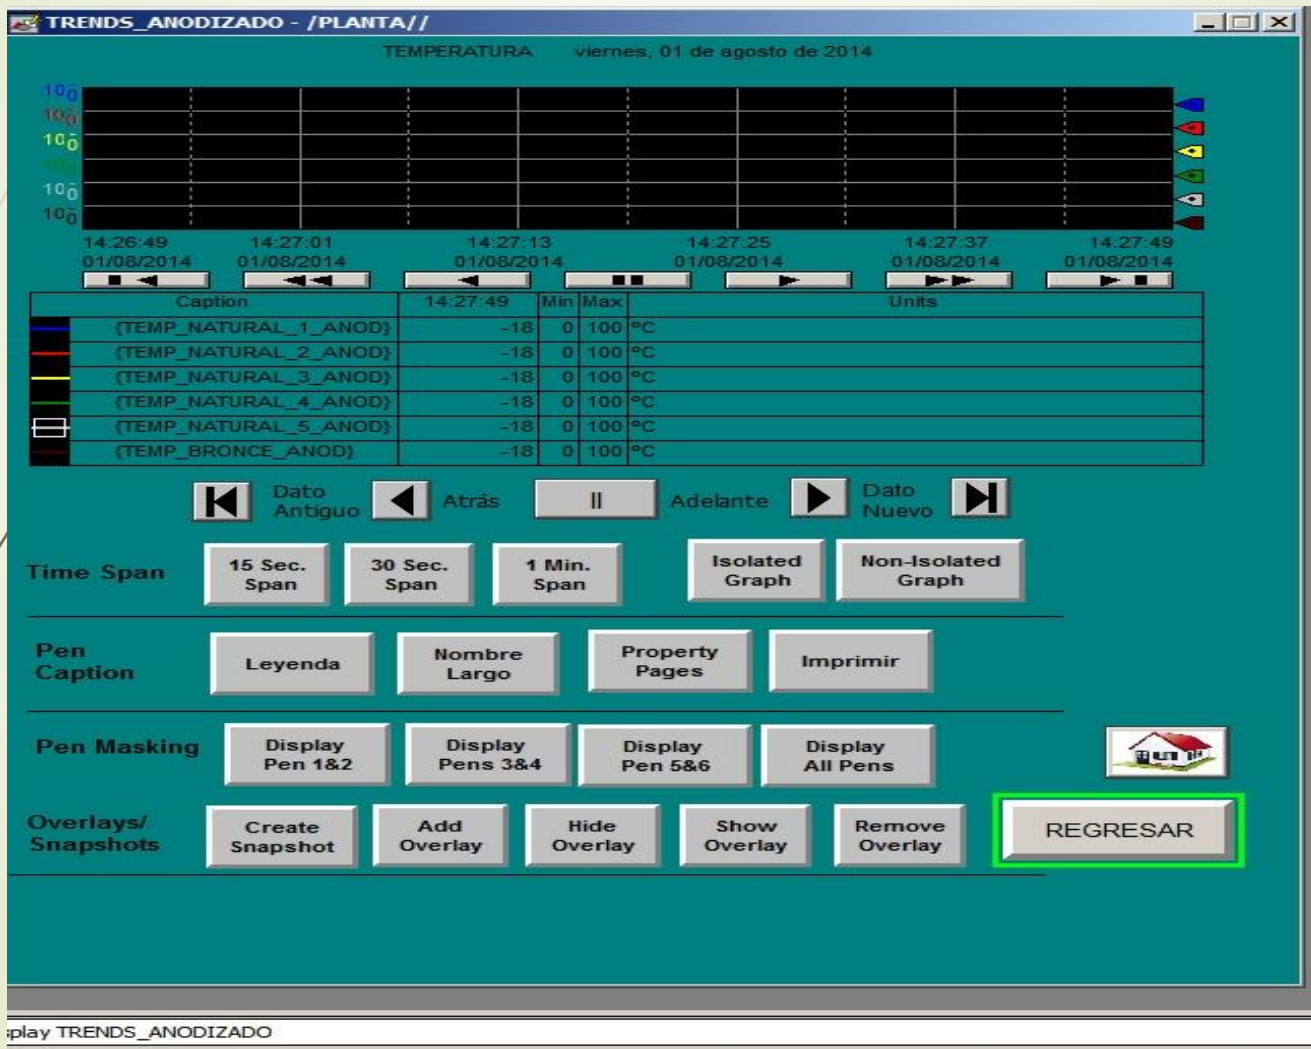 TRENDS_ANODIZADO - /PLANTA//
TEMPERATURA viernes, 01 de agosto de 2014
100
100
100
100
100
14:26:49 14:27:01 14:27:13 14:27:25 14:27:37 14:27:49
01/08/2014 01/08/2014 01/08/2014 01/08/2014 01/08/2014 01/08/2014
Caption 14:27:49 Min Max Units
{TEMP_NATURAL_1_ANOD} -18 0 100 ºC
{TEMP_NATURAL_2_ANOD} -18 0 100 ºC
{TEMP_NATURAL_3_ANOD} -18 0 100 ºC
{TEMP_NATURAL_4_ANOD} -18 0 100 ºC
{TEMP_NATURAL_5_ANOD} -18 0 100 ºC
{TEMP_BRONCE_ANOD} -18 0 100 ºC
Dato Antiguo Atrás II Adelante Dato Nuevo
Time Span 15 Sec. Span 30 Sec. Span 1 Min. Span Isolated Graph Non-Isolated Graph
Pen Caption Leyenda Nombre Largo Property Pages Imprimir
Pen Masking Display Pen 1&2 Display Pens 3&4 Display Pen 5&6 Display All Pens
Overlays/ Snapshots Create Snapshot Add Overlay Hide Overlay Show Overlay Remove Overlay REGRESAR
splay TRENDS_ANODIZADO